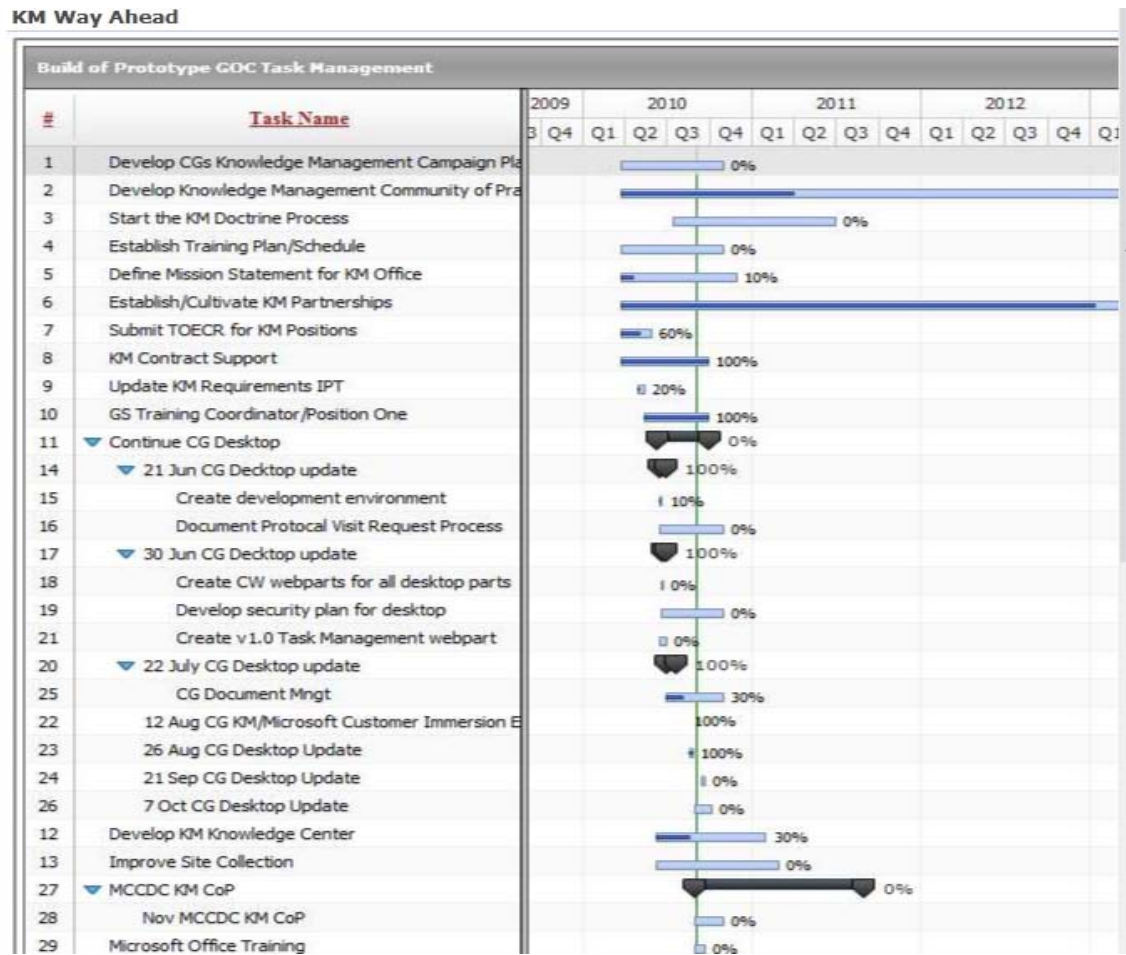 KM Way Ahead
Build of Prototype GOC Task Management
# Task Name
2009 2010 2011 2012
3 Q4 Q1 Q2 Q3 Q4 Q1 Q2 Q3 Q4 Q1 Q2 Q3 Q4 Q1
1 Develop CGs Knowledge Management Campaign Pla 0%
2 Develop Knowledge Management Community of Pra
3 Start the KM Doctrine Process 0%
4 Establish Training Plan/Schedule 0%
5 Define Mission Statement for KM Office 10%
6 Establish/Cultivate KM Partnerships
7 Submit TOECR for KM Positions 60%
8 KM Contract Support 100%
9 Update KM Requirements IPT 20%
10 GS Training Coordinator/Position One 100%
11 Continue CG Desktop 0%
14 21 Jun CG Decktop update 100%
15 Create development environment 10%
16 Document Protocal Visit Request Process 0%
17 30 Jun CG Decktop update 100%
18 Create CW webparts for all desktop parts 0%
19 Develop security plan for desktop 0%
21 Create v1.0 Task Management webpart 0%
20 22 July CG Desktop update 100%
25 CG Document Mngt 30%
22 12 Aug CG KM/Microsoft Customer Immersion E 100%
23 26 Aug CG Desktop Update 100%
24 21 Sep CG Desktop Update 0%
26 7 Oct CG Desktop Update 0%
12 Develop KM Knowledge Center 30%
13 Improve Site Collection 0%
27 MCCDC KM CoP 0%
28 Nov MCCDC KM CoP 0%
29 Microsoft Office Training 0%